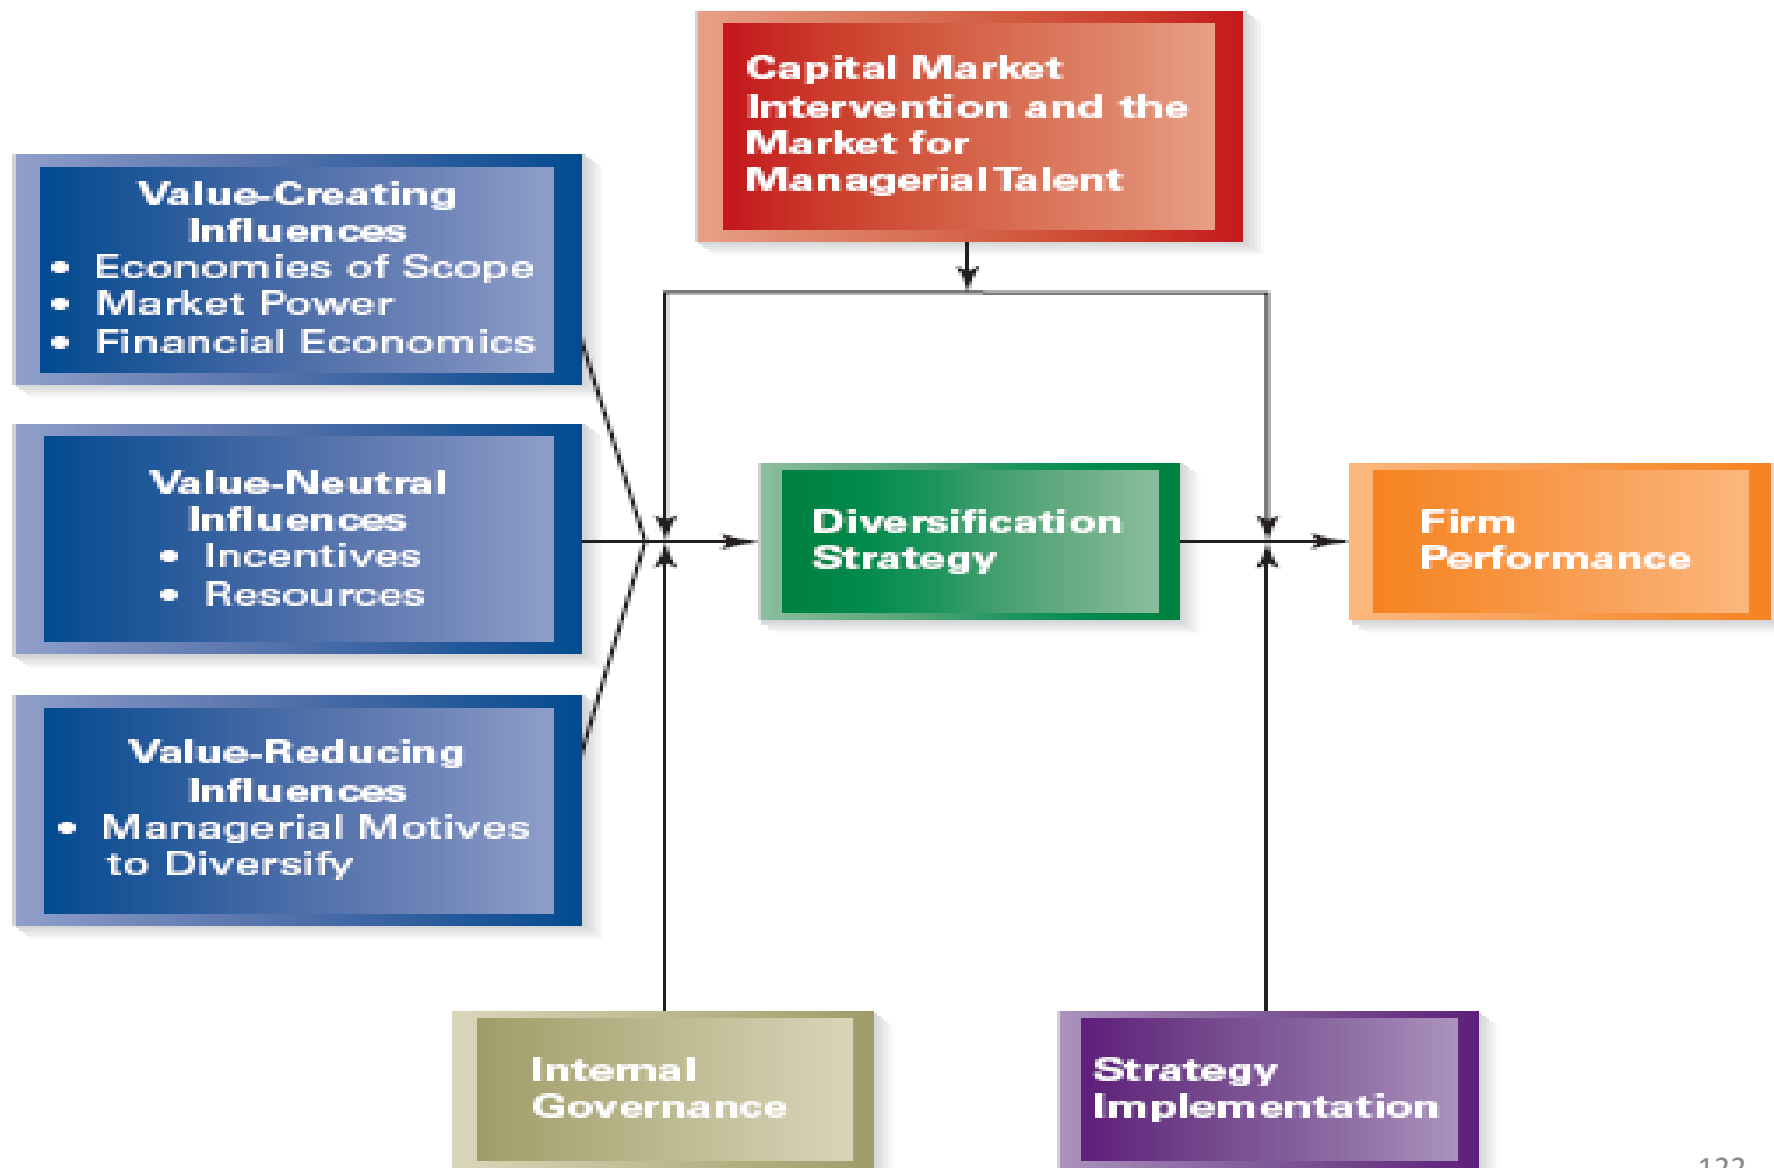 Capital Market
Intervention and the
Market for
Managerial Talent
Value-Creating
Influences
• Economies of Scope
• Market Power
• Financial Economics
Value-Neutral
Influences
• Incentives
• Resources
Diversification
Strategy
Firm
Performance
Value-Reducing
Influences
• Managerial Motives
to Diversify
Internal
Governance
Strategy
Implementation
122